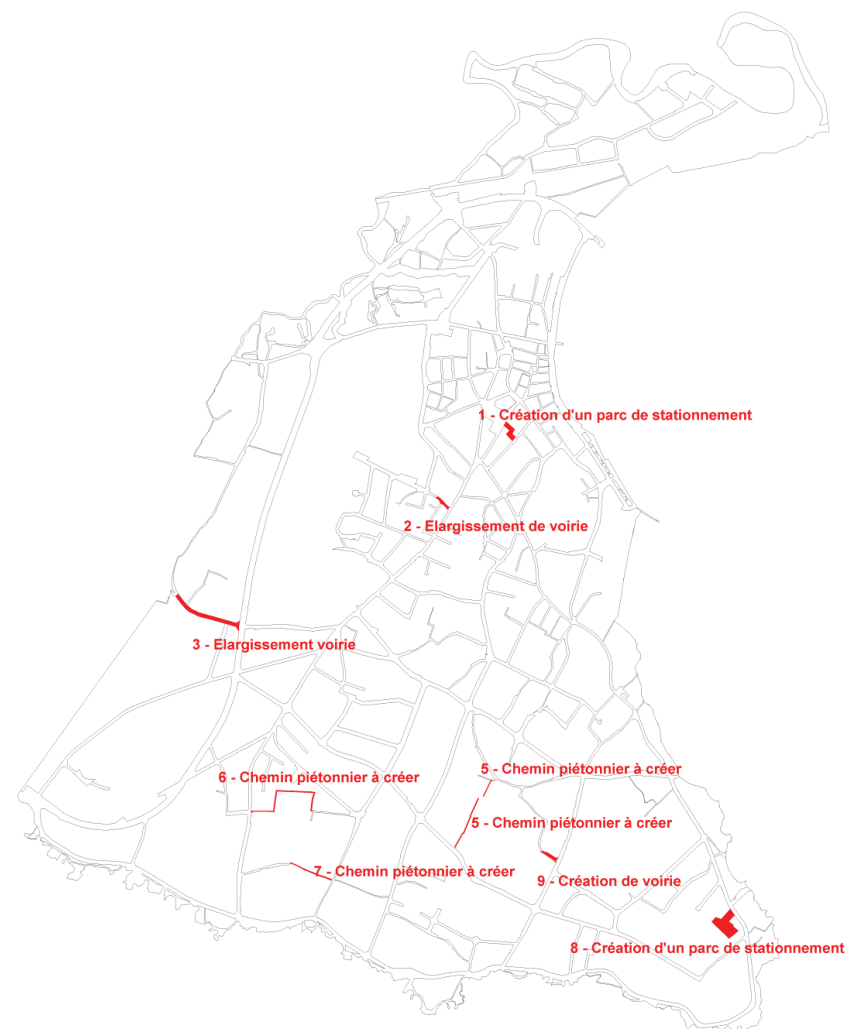 1 - Création d'un parc de stationnement
2 - Elargissement de voirie
3 - Elargissement voirie
5 - Chemin piétonnier à créer
6 - Chemin piétonnier à créer
5 - Chemin piétonnier à créer
7 - Chemin piétonnier à créer
9 - Création de voirie
8 - Création d'un parc de stationnement